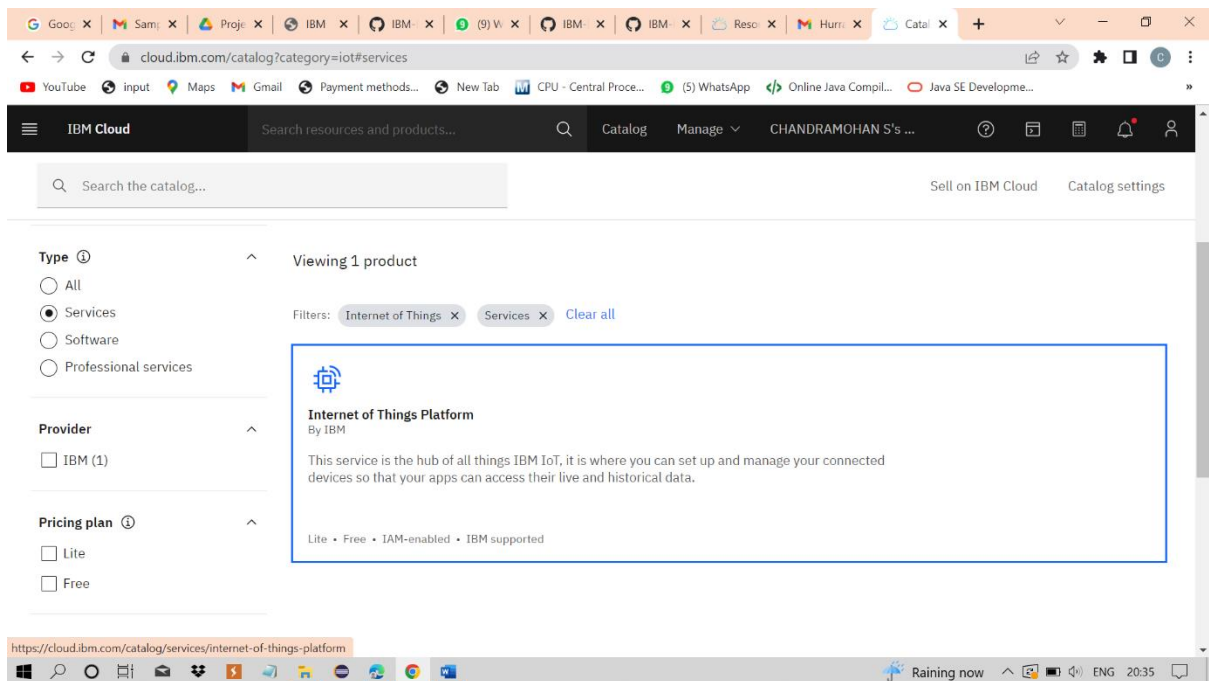 Goog
Samp
Proje
IBM
IBM-
(9) W
IBM-
IBM-
Reso
Hurra
Catal
cloud.ibm.com/catalog?category=iot#services
C
YouTube input Maps Gmail Payment methods... New Tab CPU - Central Proce... (5) WhatsApp Online Java Compil... Java SE Developme... »
IBM Cloud Search resources and products... Catalog Manage CHANDRAMOHAN S's ...
Search the catalog... Sell on IBM Cloud Catalog settings
Type
All
Services
Software
Professional services
Provider
IBM (1)
Pricing plan
Lite
Free
Viewing 1 product
Filters: Internet of Things × Services × Clear all
Internet of Things Platform
By IBM
This service is the hub of all things IBM IoT, it is where you can set up and manage your connected
devices so that your apps can access their live and historical data.
Lite • Free • IAM-enabled • IBM supported
https://cloud.ibm.com/catalog/services/internet-of-things-platform
Raining now ENG 20:35